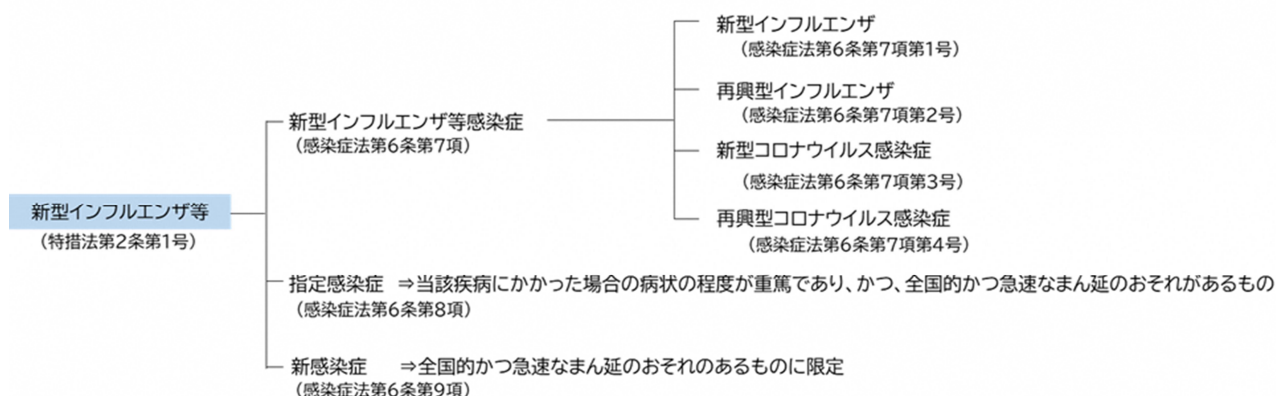 新型インフルエンザ等
（特措法第2条第1号）
新型インフルエンザ等感染症
（感染症法第6条第7項）
新型インフルエンザ
（感染症法第6条第7項第1号）
再興型インフルエンザ
（感染症法第6条第7項第2号）
新型コロナウイルス感染症
（感染症法第6条第7項第3号）
再興型コロナウイルス感染症
（感染症法第6条第7項第4号）
指定感染症 ⇒当該疾病にかかった場合の病状の程度が重篤であり、かつ、全国的かつ急速なまん延のおそれがあるもの
（感染症法第6条第8項）
新感染症 ⇒全国的かつ急速なまん延のおそれのあるものに限定
（感染症法第6条第9項）